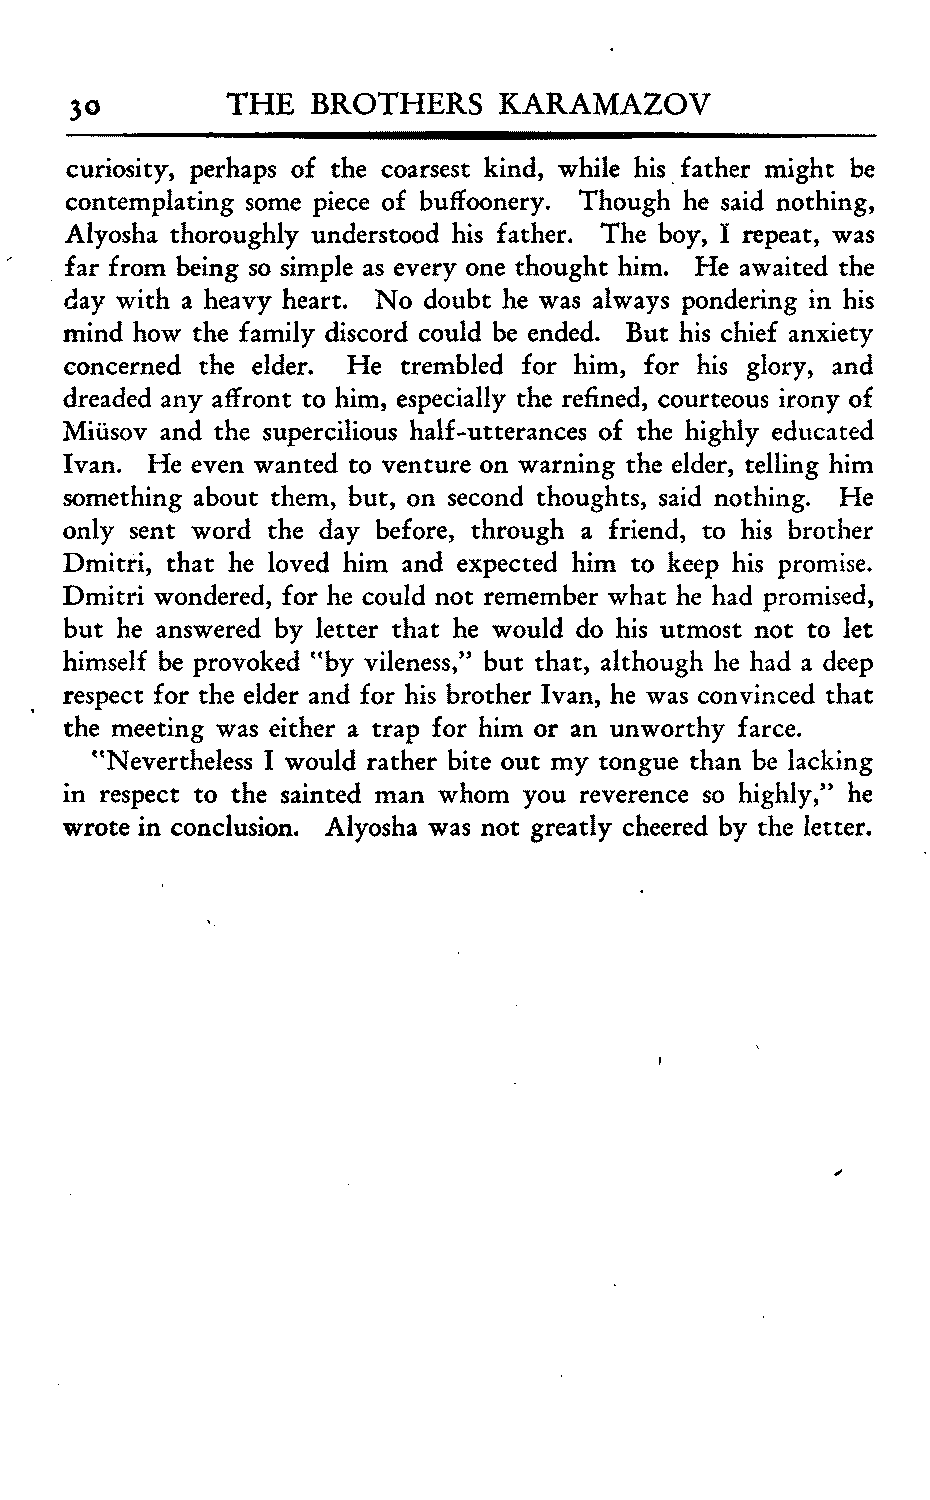 30 THE BROTHERS KARAMAZOV
curiosity, perhaps of the coarsest kind, while his father might be
contemplating some piece of buffoonery. Though he said nothing,
Alyosha thoroughly understood his father. The boy, I repeat, was
far from being so simple as every one thought him. He awaited the
day with a heavy heart. No doubt he was always pondering in his
mind how the family discord could be ended. But his chief anxiety
concerned the elder. He trembled for him, for his glory, and
dreaded any affront to him, especially the refined, courteous irony of
Miüsov and the supercilious half-utterances of the highly educated
Ivan. He even wanted to venture on warning the elder, telling him
something about them, but, on second thoughts, said nothing. He
only sent word the day before, through a friend, to his brother
Dmitri, that he loved him and expected him to keep his promise.
Dmitri wondered, for he could not remember what he had promised,
but he answered by letter that he would do his utmost not to let
himself be provoked "by vileness," but that, although he had a deep
respect for the elder and for his brother Ivan, he was convinced that
the meeting was either a trap for him or an unworthy farce.
"Nevertheless I would rather bite out my tongue than be lacking
in respect to the sainted man whom you reverence so highly," he
wrote in conclusion. Alyosha was not greatly cheered by the letter.